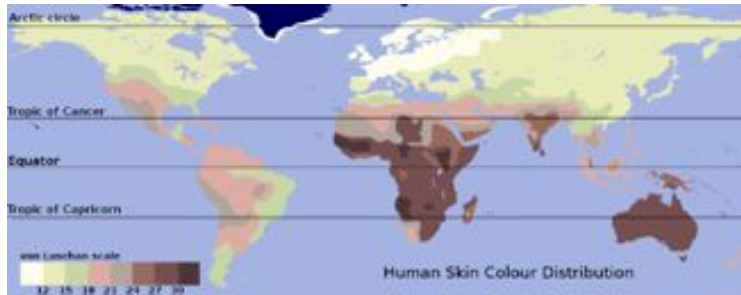 Arctic circle
Tropic of Cancer
Equator
Tropic of Capricorn
von Luschan scale
12 15 18 21 24 27 30
Human Skin Colour Distribution